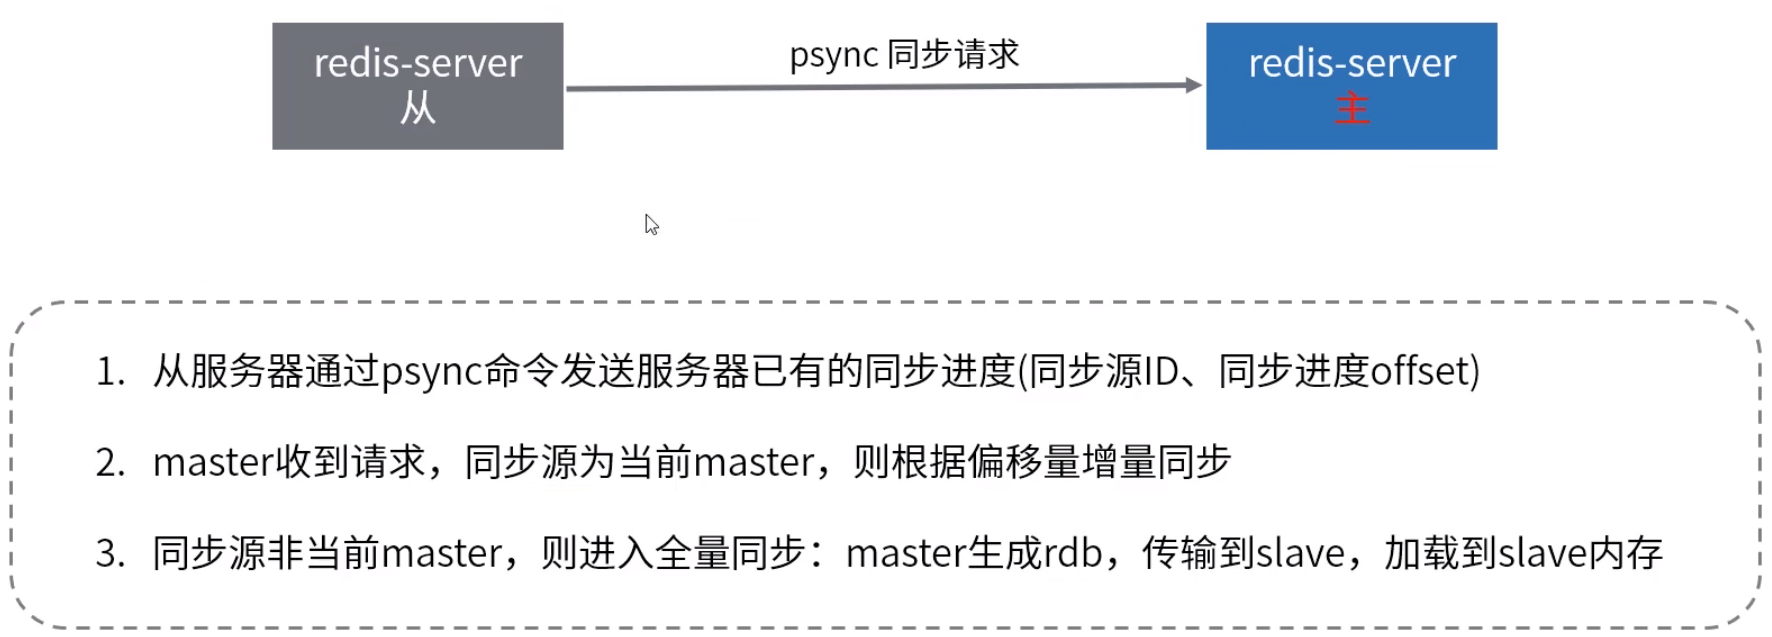 redis-server
从
psync 同步请求
redis-server
主
1. 从服务器通过psync命令发送服务器已有的同步进度(同步源ID、同步进度offset)
2. master收到请求，同步源为当前master，则根据偏移量增量同步
3. 同步源非当前master，则进入全量同步：master生成rdb，传输到slave，加载到slave内存